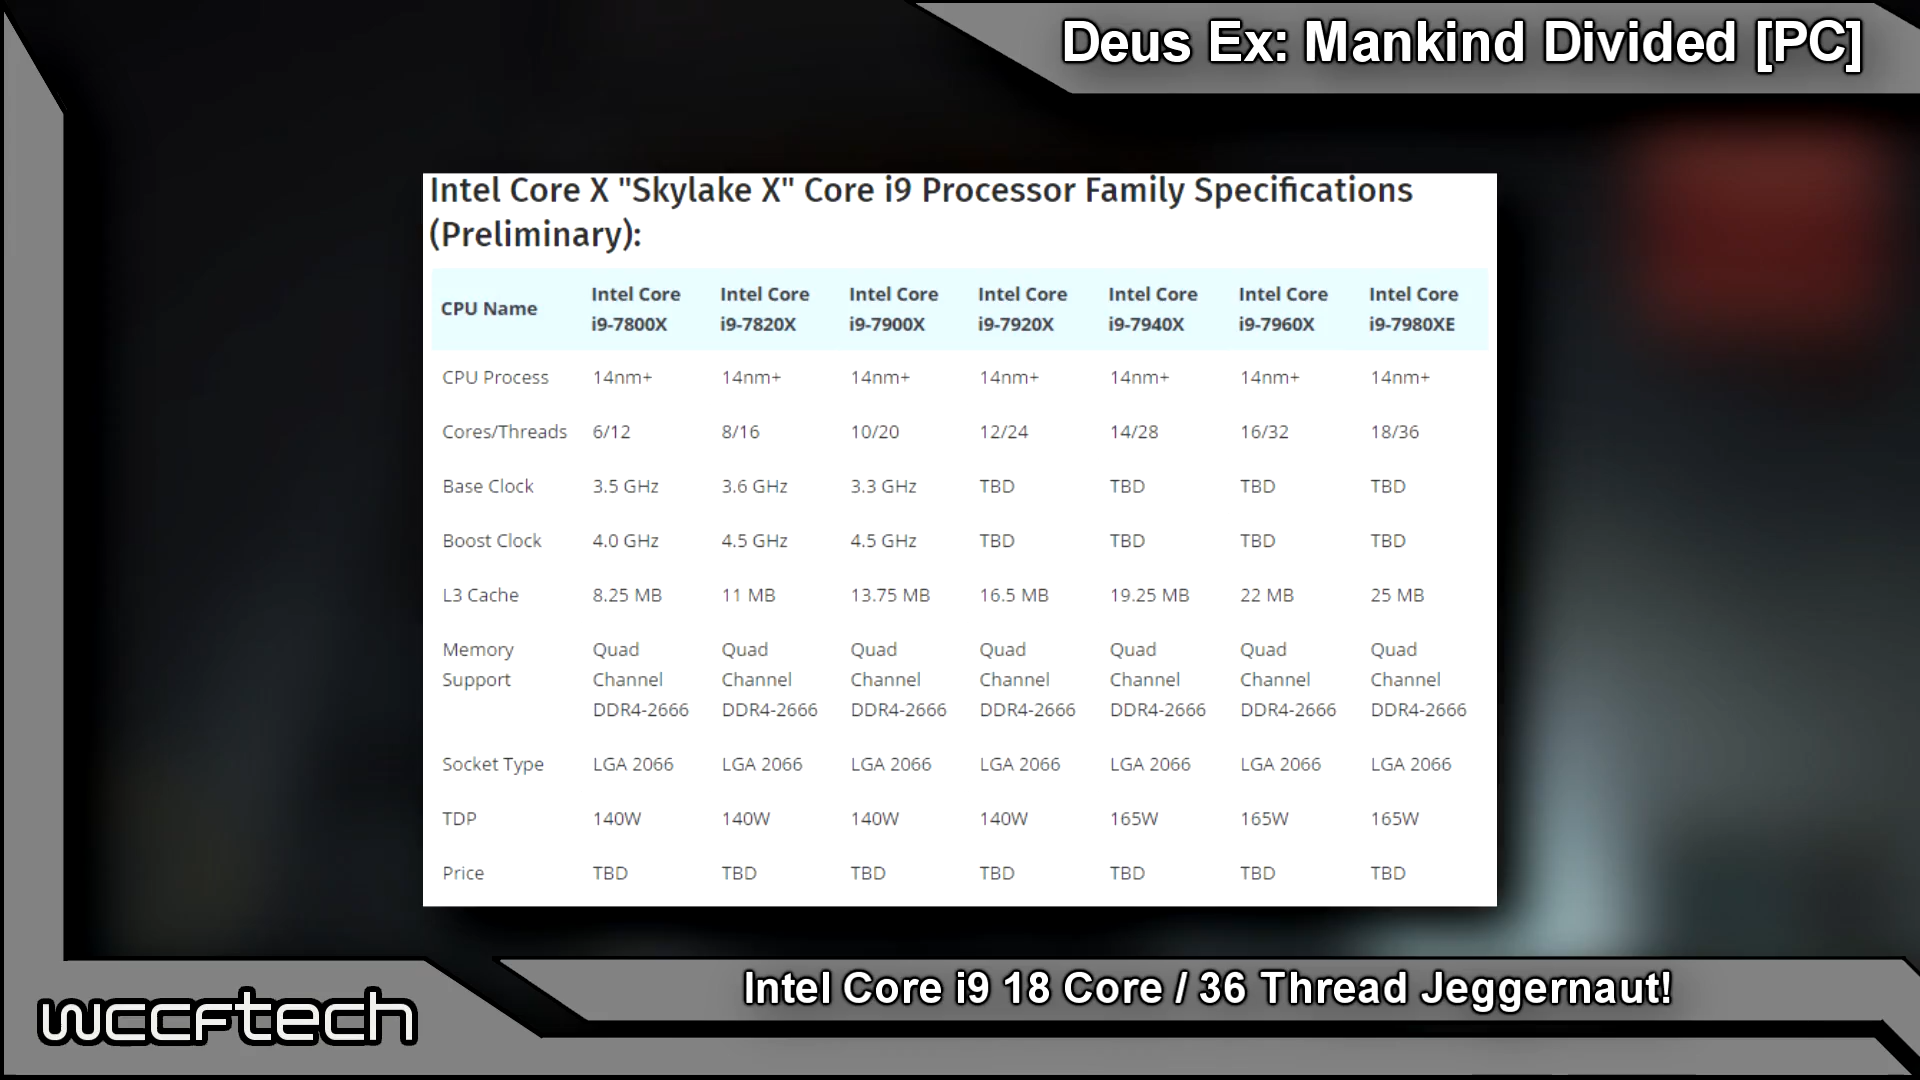 Deus Ex: Mankind Divided [PC]
Intel Core X "Skylake X" Core i9 Processor Family Specifications
(Preliminary):
CPU Name Intel Core i9-7800X Intel Core i9-7820X Intel Core i9-7900X Intel Core i9-7920X Intel Core i9-7940X Intel Core i9-7960X Intel Core i9-7980XE
CPU Process 14nm+ 14nm+ 14nm+ 14nm+ 14nm+ 14nm+ 14nm+
Cores/Threads 6/12 8/16 10/20 12/24 14/28 16/32 18/36
Base Clock 3.5 GHz 3.6 GHz 3.3 GHz TBD TBD TBD TBD
Boost Clock 4.0 GHz 4.5 GHz 4.5 GHz TBD TBD TBD TBD
L3 Cache 8.25 MB 11 MB 13.75 MB 16.5 MB 19.25 MB 22 MB 25 MB
Memory Quad Quad Quad Quad Quad Quad Quad
Support Channel Channel Channel Channel Channel Channel Channel
DDR4-2666 DDR4-2666 DDR4-2666 DDR4-2666 DDR4-2666 DDR4-2666 DDR4-2666
Socket Type LGA 2066 LGA 2066 LGA 2066 LGA 2066 LGA 2066 LGA 2066 LGA 2066
TDP 140W 140W 140W 140W 165W 165W 165W
Price TBD TBD TBD TBD TBD TBD TBD
Intel Core i9 18 Core / 36 Thread Jeggernaut!
wccftech